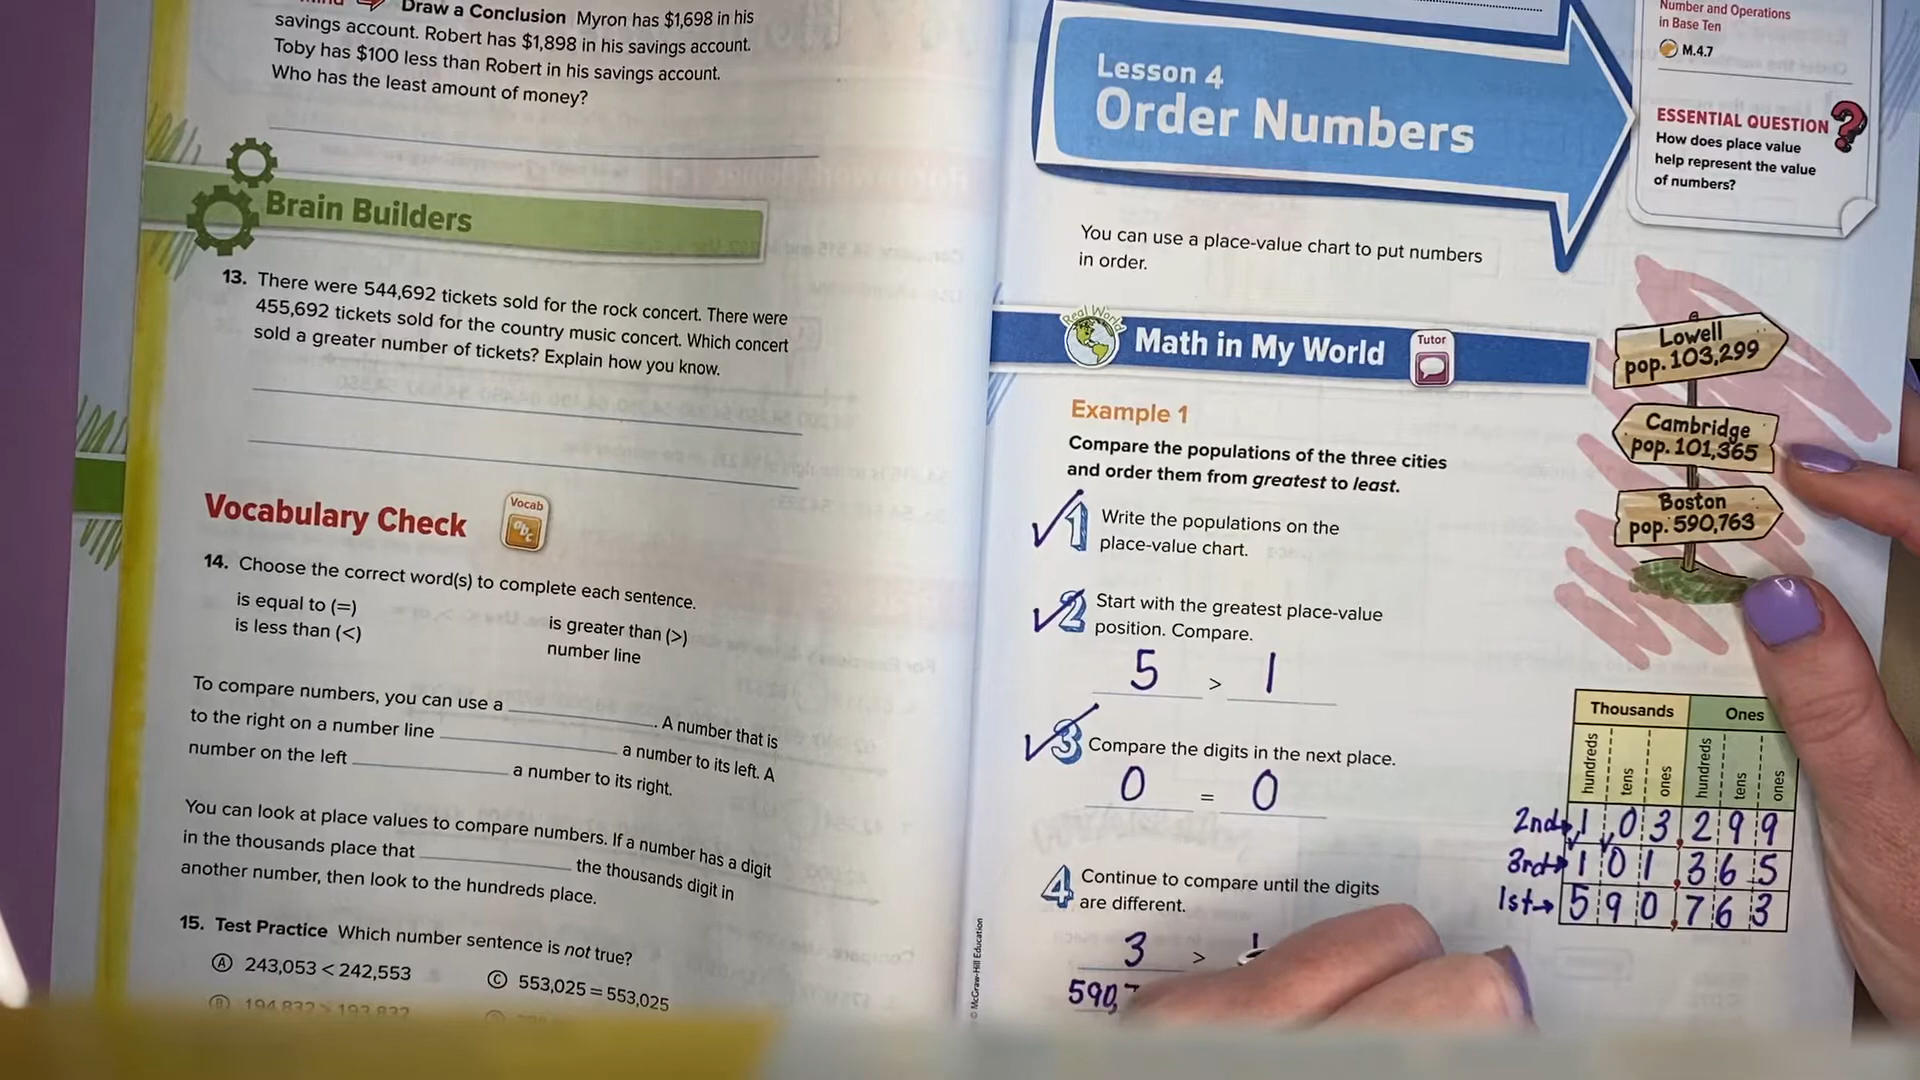 Draw a Conclusion Myron has $1,698 in his
savings account. Robert has $1,898 in his savings account.
Toby has $100 less than Robert in his savings account.
Who has the least amount of money?
Brain Builders
13. There were 544,692 tickets sold for the rock concert. There were
455,692 tickets sold for the country music concert. Which concert
sold a greater number of tickets? Explain how you know.
Vocabulary Check
Vocab
abc
14. Choose the correct word(s) to complete each sentence.
is equal to (=)
is less than (<)
is greater than (>)
number line
To compare numbers, you can use a ____________. A number that is
to the right on a number line ____________ a number to its left. A
number on the left ____________ a number to its right.
You can look at place values to compare numbers. If a number has a digit
in the thousands place that ____________ the thousands digit in
another number, then look to the hundreds place.
15. Test Practice Which number sentence is not true?
A 243,053 < 242,553
C 553,025 = 553,025
B 194,832 > 193,832
© McGraw-Hill Education
Lesson 4
Order Numbers
Number and Operations
in Base Ten
M.4.7
ESSENTIAL QUESTION
?
How does place value
help represent the value
of numbers?
You can use a place-value chart to put numbers
in order.
Real World
Math in My World
Tutor
Example 1
Compare the populations of the three cities
and order them from greatest to least.
1 Write the populations on the
place-value chart.
2 Start with the greatest place-value
position. Compare.
5 > 1
3 Compare the digits in the next place.
0 = 0
4 Continue to compare until the digits
are different.
3 >
590,
Lowell
pop. 103,299
Cambridge
pop. 101,365
Boston
pop. 590,763
Thousands Ones
hundreds tens ones hundreds tens ones
2nd→ 1 0 3, 2 9 9
3rd→ 1 0 1, 3 6 5
1st→ 5 9 0, 7 6 3